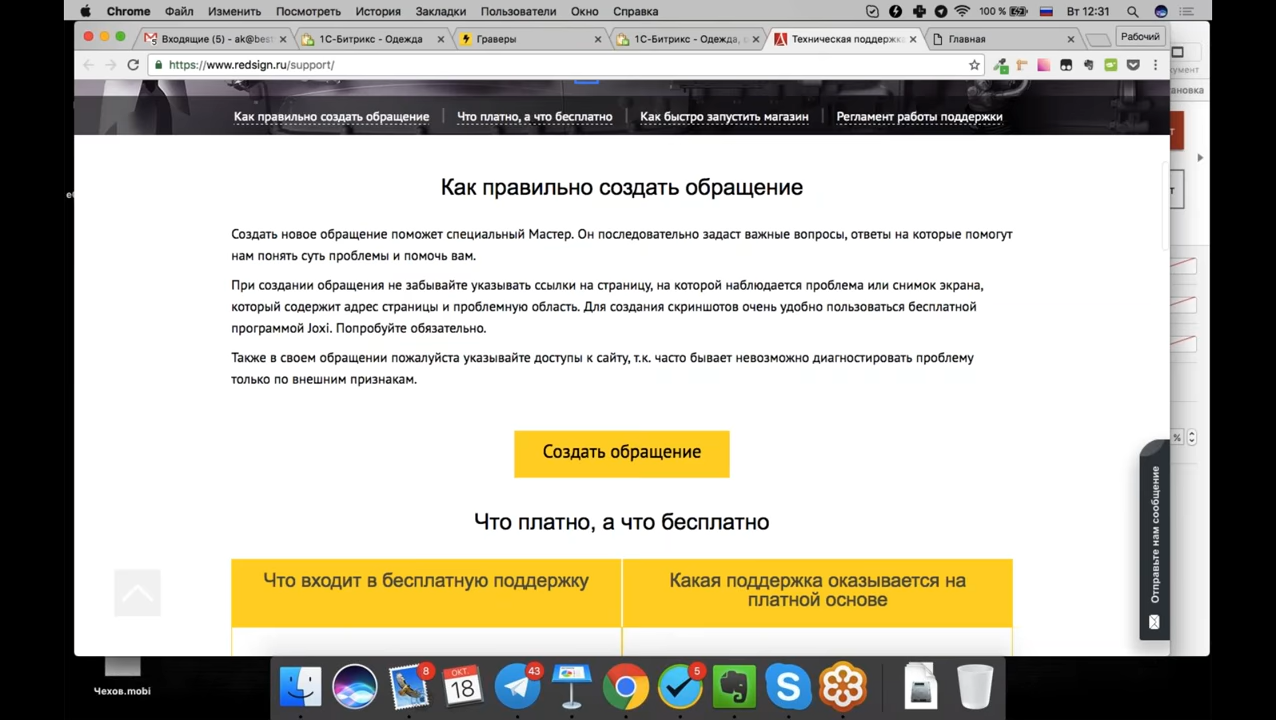 Chrome Файл Изменить Посмотреть История Закладки Пользователи Окно Справка 100 % Вт 12:31
Входящие (5) - ak@bes 1С-Битрикс - Одежда Граверы 1С-Битрикс - Одежда, Техническая поддержка Главная Рабочий
https://www.redsign.ru/support/
Как правильно создать обращение Что платно, а что бесплатно Как быстро запустить магазин Регламент работы поддержки
Как правильно создать обращение
Создать новое обращение поможет специальный Мастер. Он последовательно задаст важные вопросы, ответы на которые помогут
нам понять суть проблемы и помочь вам.
При создании обращения не забывайте указывать ссылки на страницу, на которой наблюдается проблема или снимок экрана,
который содержит адрес страницы и проблемную область. Для создания скриншотов очень удобно пользоваться бесплатной
программой Joxi. Попробуйте обязательно.
Также в своем обращении пожалуйста указывайте доступы к сайту, т.к. часто бывает невозможно диагностировать проблему
только по внешним признакам.
Создать обращение
Что платно, а что бесплатно
Что входит в бесплатную поддержку
Какая поддержка оказывается на
платной основе
Отправьте нам сообщение
%
Чехов.mobi
8
ОКТ.
18
43
5